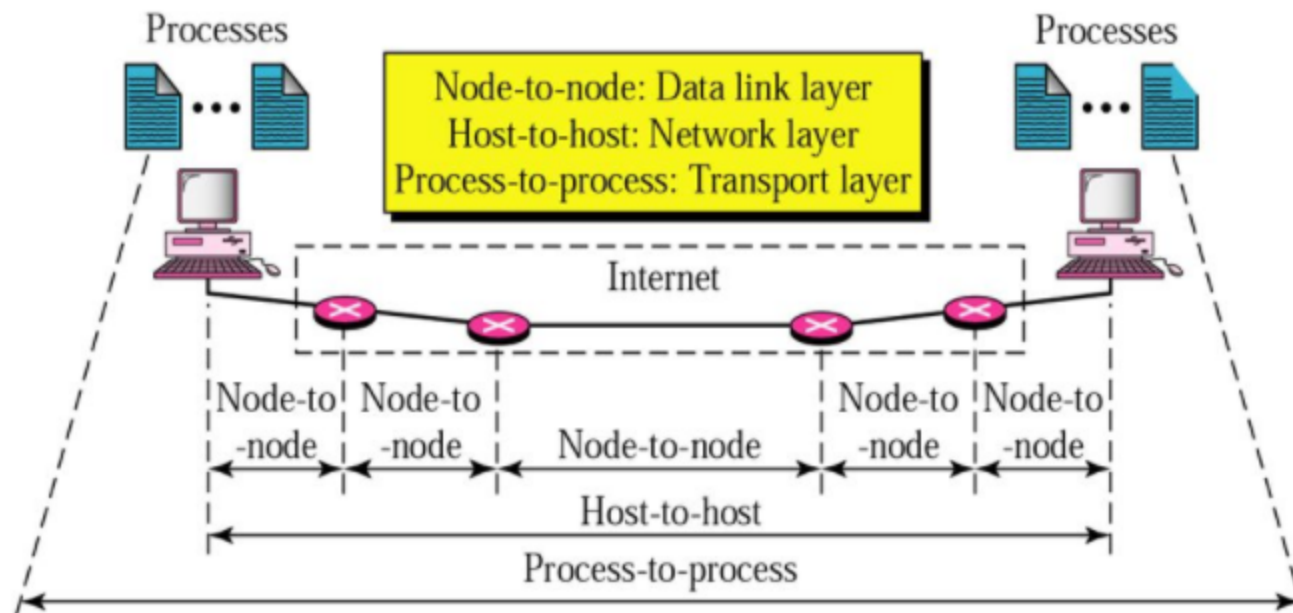 Processes
Processes
Node-to-node: Data link layer
Host-to-host: Network layer
Process-to-process: Transport layer
Internet
Node-to
-node
Node-to
-node
Node-to-node
Node-to
-node
Node-to
-node
Host-to-host
Process-to-process